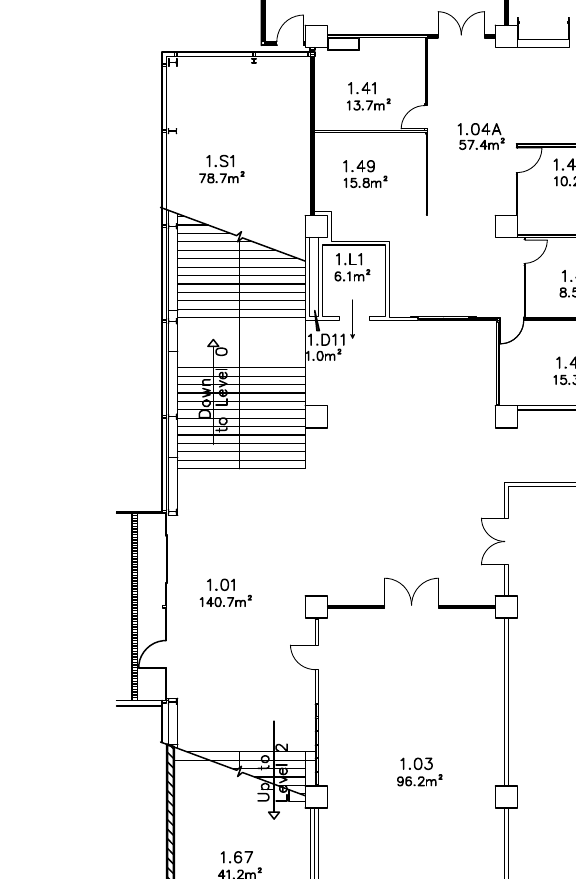 1.41
13.7m²
1.04A
57.4m²
1.S1
78.7m²
1.49
15.8m²
1.4
10.2
1.L1
6.1m²
1.
8.5
1.D11
1.0m²
Down
to Level 0
1.4
15.3
1.01
140.7m²
1.03
96.2m²
Up to
Level 2
1.67
41.2m²